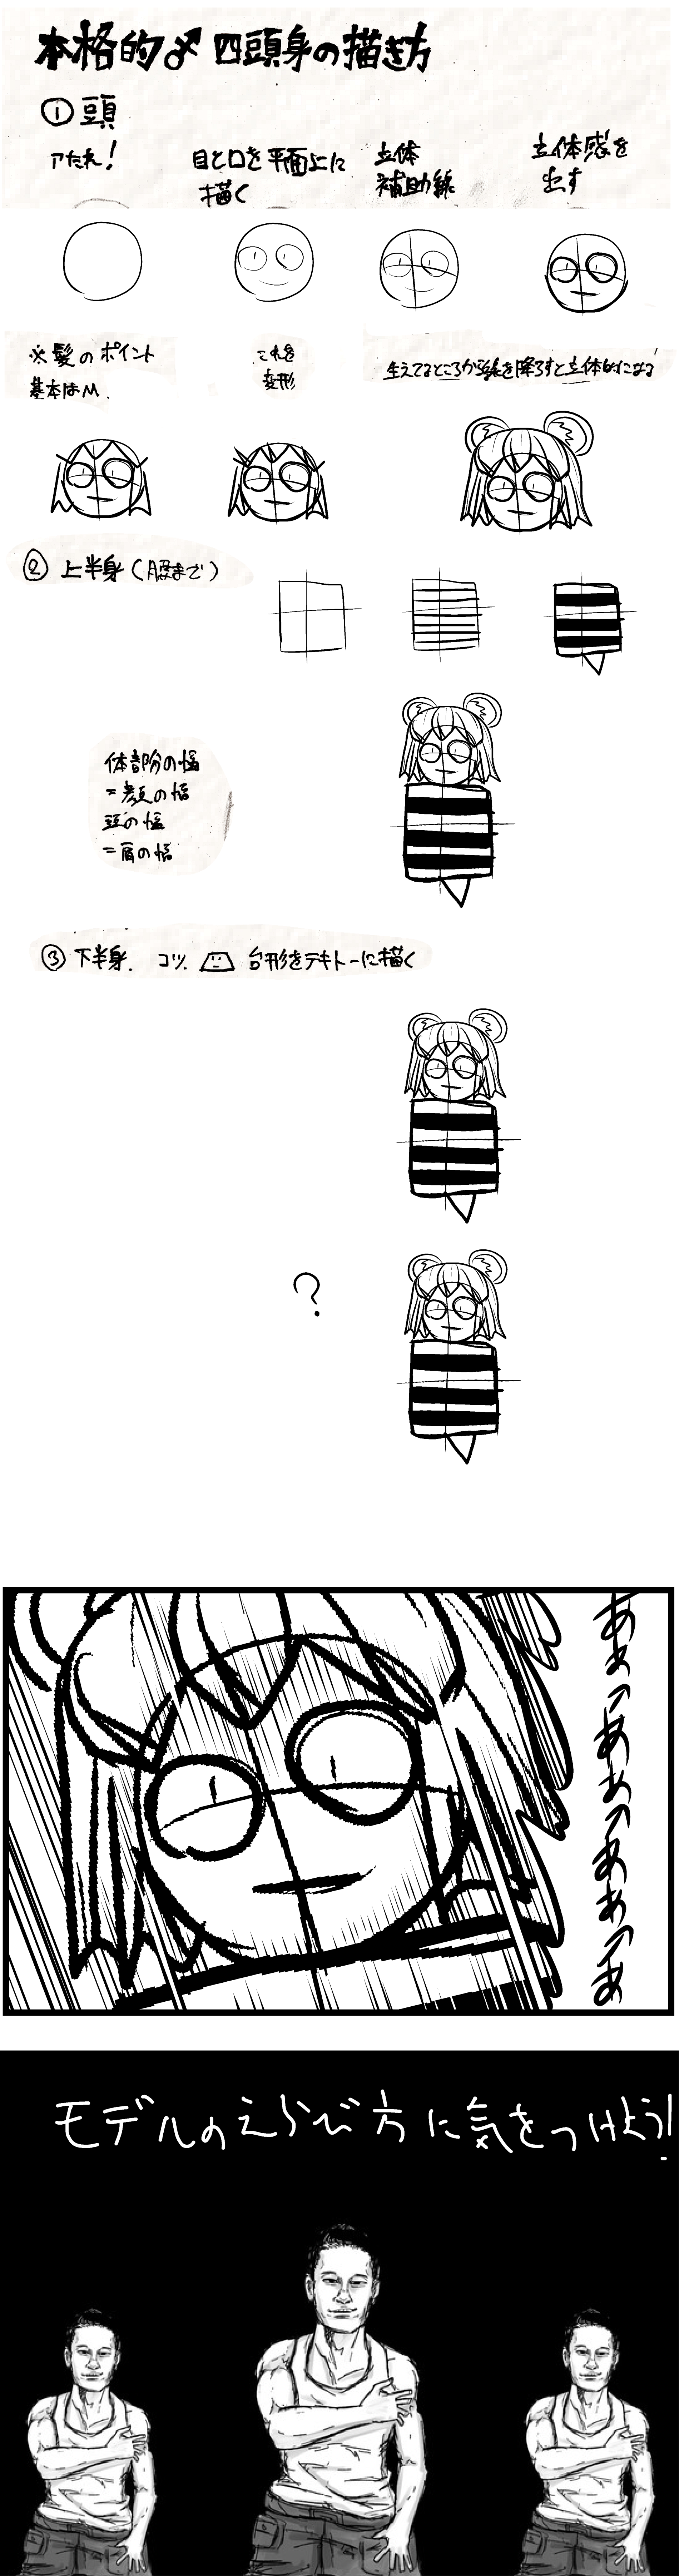 本格的♂四頭身の描き方
①頭
アタれ!
目と口を平面上に
描く
立体
補助線
立体感を
出す
※髪のポイント
基本はM.
これを
変形
生えてるところから線を降ろすと立体的になる
②上半身(腰まで)
体部分の幅
=顔の幅
頭の幅
=肩の幅
③下半身. コツ. 台形をテキトーに描く
?
あぁっああっああっあ
モデルのえらび方に気をつけよう!